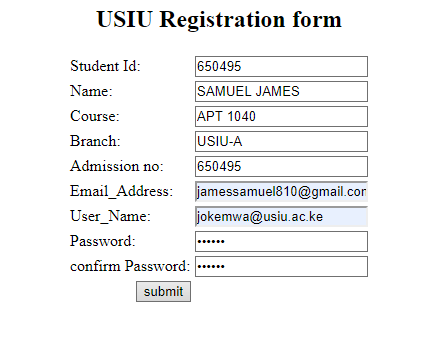 USIU Registration form
Student Id: 650495
Name: SAMUEL JAMES
Course: APT 1040
Branch: USIU-A
Admission no: 650495
Email_Address: jamessamuel810@gmail.com
User_Name: jokemwa@usiu.ac.ke
Password: ••••••
confirm Password: ••••••
submit